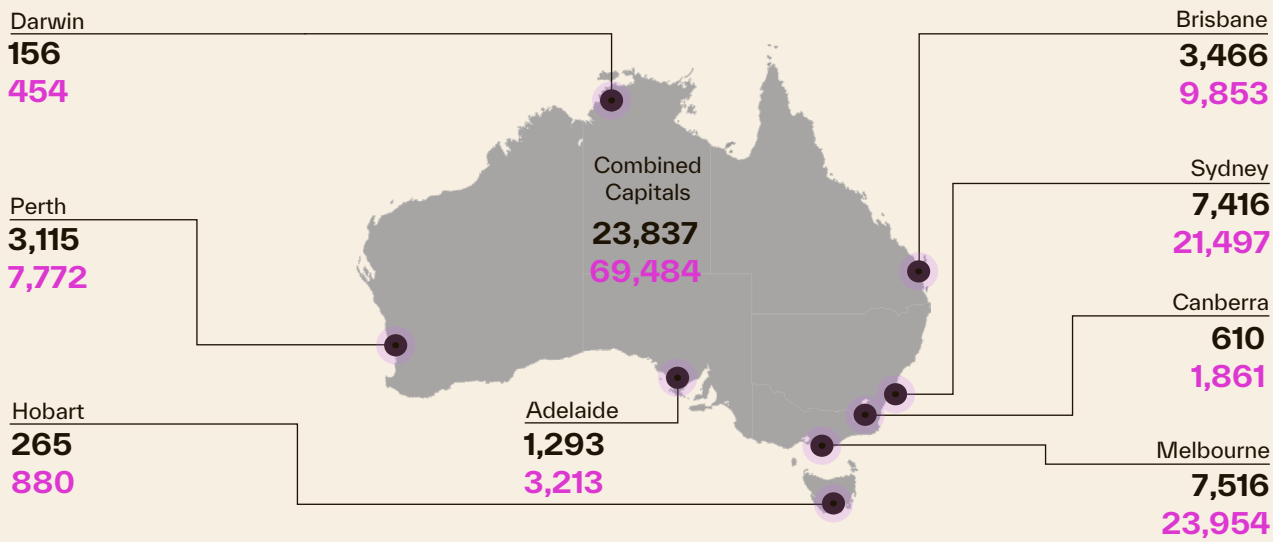 Darwin
156
454
Brisbane
3,466
9,853
Combined
Capitals
23,837
69,484
Sydney
7,416
21,497
Perth
3,115
7,772
Canberra
610
1,861
Hobart
265
880
Adelaide
1,293
3,213
Melbourne
7,516
23,954